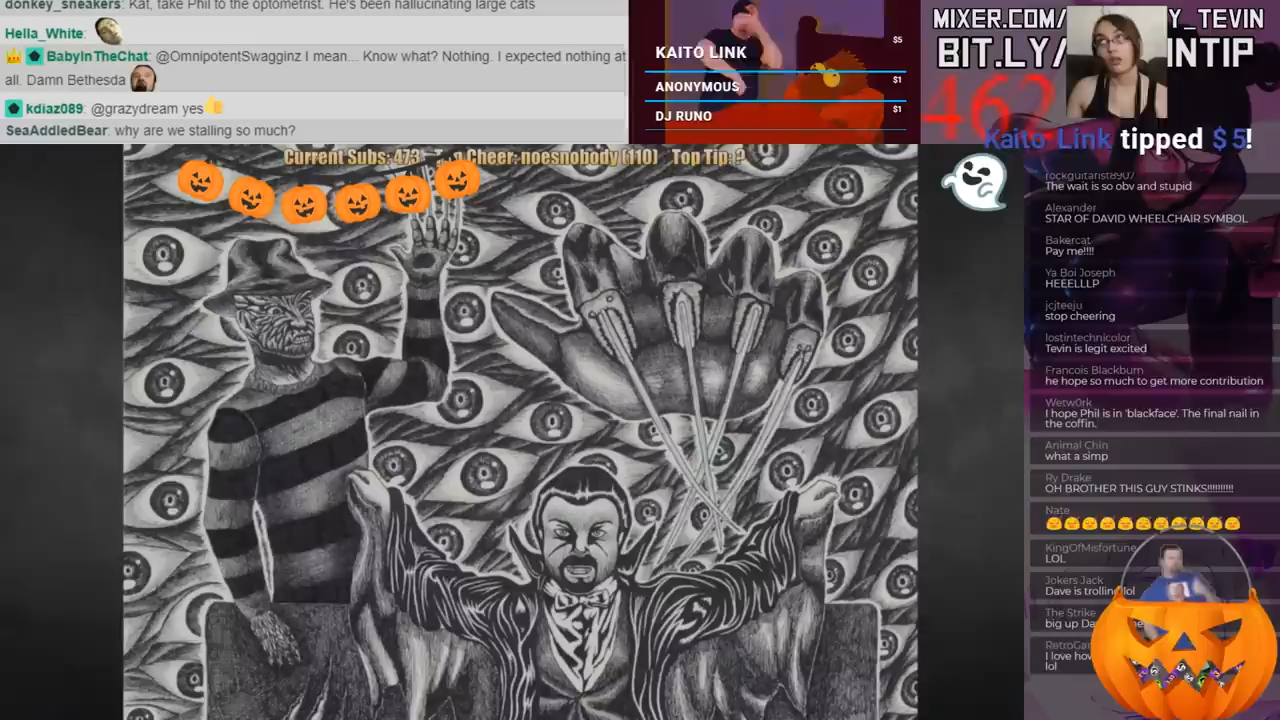 donkey_sneakers: Kat, take Phil to the optometrist. He's been hallucinating large cats
Hella_White:
BabyInTheChat: @OmnipotentSwagginz I mean... Know what? Nothing. I expected nothing at
all. Damn Bethesda
kdiaz089: @grazydream yes
SeaAddledBear: why are we stalling so much?
KAITO LINK $5
ANONYMOUS $1
DJ RUNO $1
MIXER.COM/ Y_TEVIN
BIT.LY/ INTIP
462
Kaito Link tipped $5!
Current Subs: 473 Cheer: noesnobody (110) Top Tip: ?
rockguitarist8907
The wait is so obv and stupid
Alexander
STAR OF DAVID WHEELCHAIR SYMBOL
Bakercat
Pay me!!!!
Ya Boi Joseph
HEEELLLP
jcjteeju
stop cheering
lostintechnicolor
Tevin is legit excited
Francois Blackburn
he hope so much to get more contribution
Wetw0rk
I hope Phil is in 'blackface'. The final nail in
the coffin.
Animal Chin
what a simp
Ry Drake
OH BROTHER THIS GUY STINKS!!!!!!!!!!
Nate
KingOfMisfortune
LOL
Jokers Jack
Dave is trolling lol
The Strike
big up
I love
lol